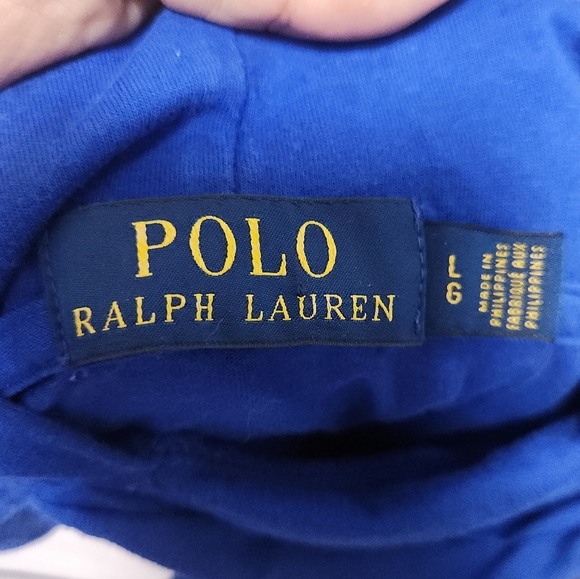 POLO
RALPH LAUREN
L
G
MADE IN
PHILIPPINES
FABRIQUÉ AUX
PHILIPPINES